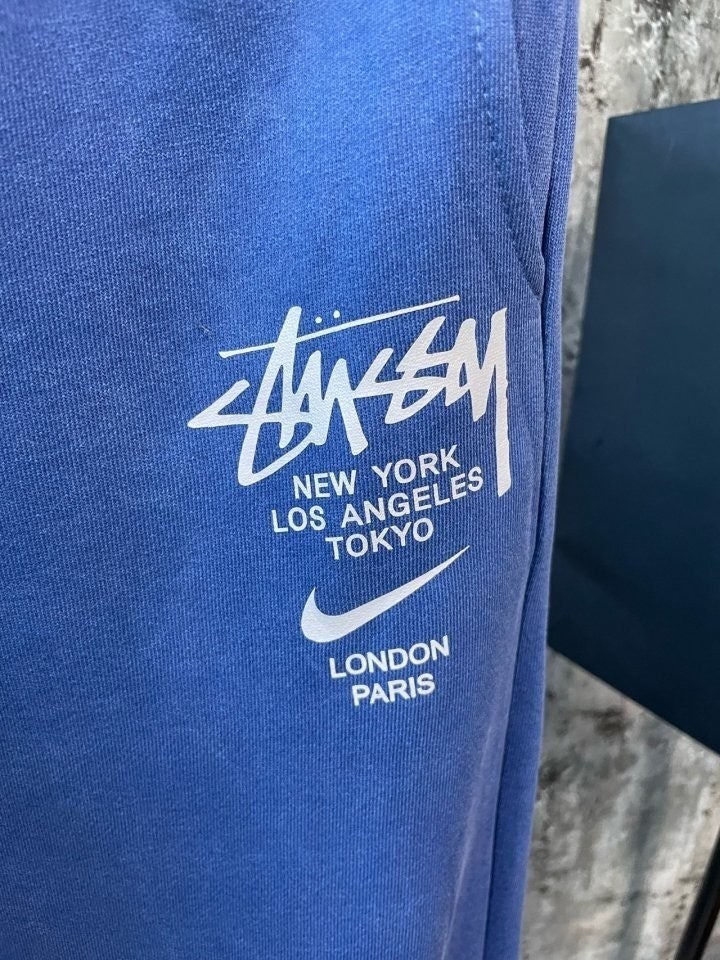 Stüssy
NEW YORK
LOS ANGELES
TOKYO
LONDON
PARIS